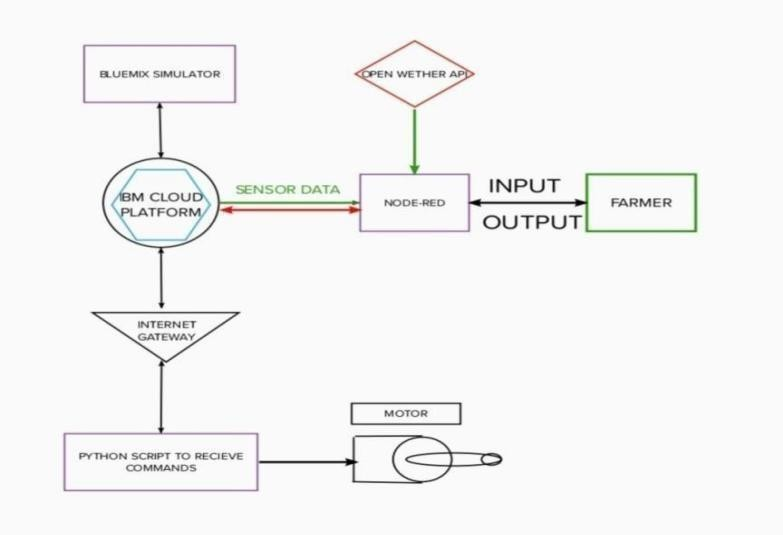 BLUEMIX SIMULATOR
OPEN WETHER API
IBM CLOUD
PLATFORM
SENSOR DATA
NODE-RED
INPUT
OUTPUT
FARMER
INTERNET
GATEWAY
MOTOR
PYTHON SCRIPT TO RECIEVE
COMMANDS